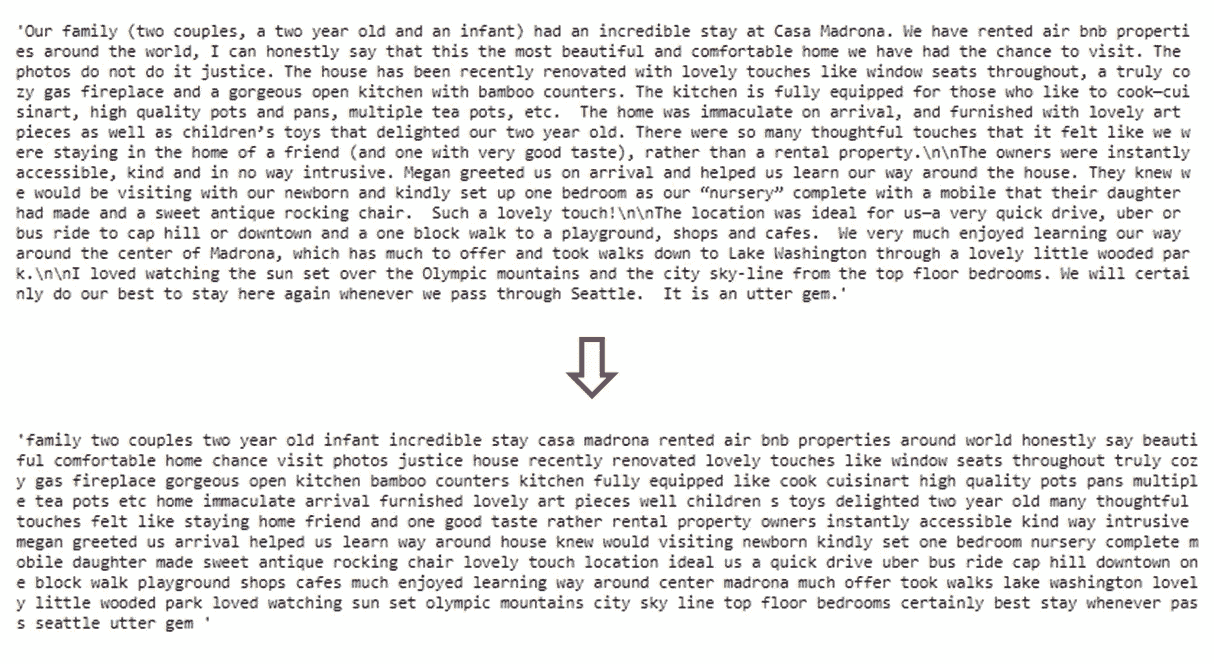 'Our family (two couples, a two year old and an infant) had an incredible stay at Casa Madrona. We have rented air bnb properti
es around the world, I can honestly say that this the most beautiful and comfortable home we have had the chance to visit. The
photos do not do it justice. The house has been recently renovated with lovely touches like window seats throughout, a truly co
zy gas fireplace and a gorgeous open kitchen with bamboo counters. The kitchen is fully equipped for those who like to cook—cui
sinart, high quality pots and pans, multiple tea pots, etc.  The home was immaculate on arrival, and furnished with lovely art
pieces as well as children’s toys that delighted our two year old. There were so many thoughtful touches that it felt like we w
ere staying in the home of a friend (and one with very good taste), rather than a rental property.\n\nThe owners were instantly
accessible, kind and in no way intrusive. Megan greeted us on arrival and helped us learn our way around the house. They knew w
e would be visiting with our newborn and kindly set up one bedroom as our “nursery” complete with a mobile that their daughter
had made and a sweet antique rocking chair.  Such a lovely touch!\n\nThe location was ideal for us—a very quick drive, uber or
bus ride to cap hill or downtown and a one block walk to a playground, shops and cafes.  We very much enjoyed learning our way
around the center of Madrona, which has much to offer and took walks down to Lake Washington through a lovely little wooded par
k.\n\nI loved watching the sun set over the Olympic mountains and the city sky-line from the top floor bedrooms. We will certai
nly do our best to stay here again whenever we pass through Seattle.  It is an utter gem.'
'family two couples two year old infant incredible stay casa madrona rented air bnb properties around world honestly say beauti
ful comfortable home chance visit photos justice house recently renovated lovely touches like window seats throughout truly coz
y gas fireplace gorgeous open kitchen bamboo counters kitchen fully equipped like cook cuisinart high quality pots pans multipl
e tea pots etc home immaculate arrival furnished lovely art pieces well children s toys delighted two year old many thoughtful
touches felt like staying home friend and one good taste rather rental property owners instantly accessible kind way intrusive
megan greeted us arrival helped us learn way around house knew would visiting newborn kindly set one bedroom nursery complete m
obile daughter made sweet antique rocking chair lovely touch location ideal us a quick drive uber bus ride cap hill downtown on
e block walk playground shops cafes much enjoyed learning way around center madrona much offer took walks lake washington lovel
y little wooded park loved watching sun set olympic mountains city sky line top floor bedrooms certainly best stay whenever pas
s seattle utter gem '